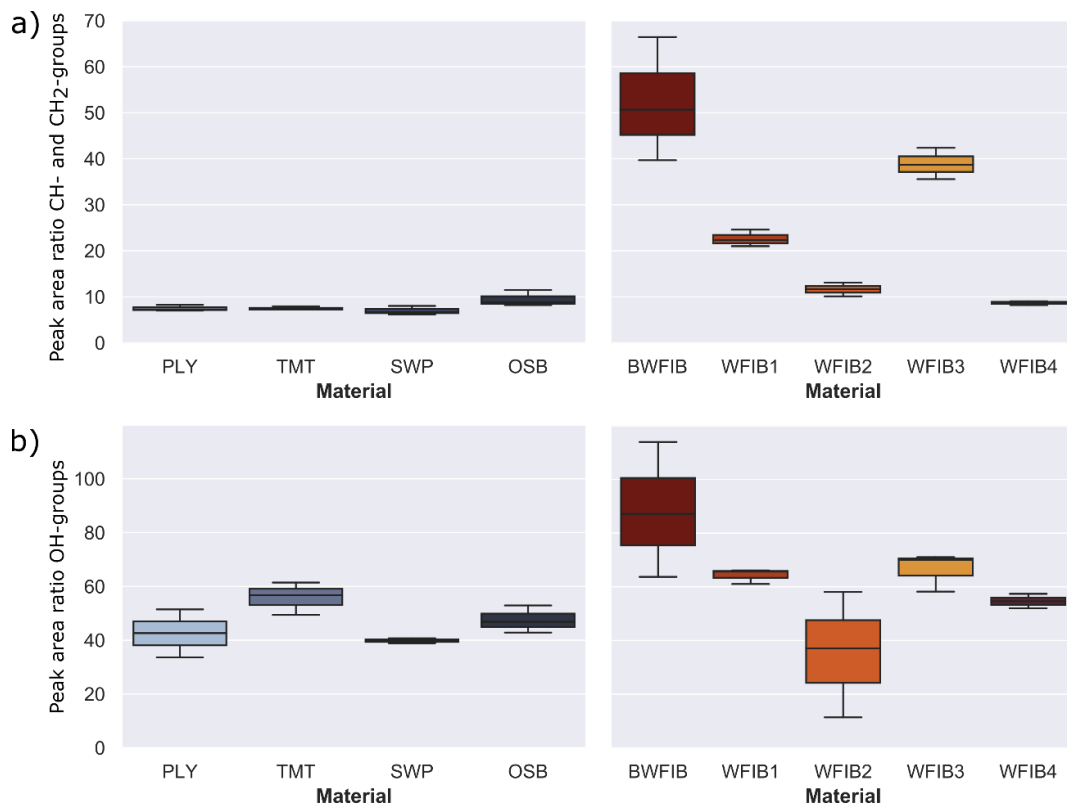 a)
Peak area ratio CH- and CH2-groups
70
60
50
40
30
20
10
0
PLY TMT SWP OSB
Material
BWFIB WFIB1 WFIB2 WFIB3 WFIB4
Material
b)
Peak area ratio OH-groups
100
80
60
40
20
0
PLY TMT SWP OSB
Material
BWFIB WFIB1 WFIB2 WFIB3 WFIB4
Material